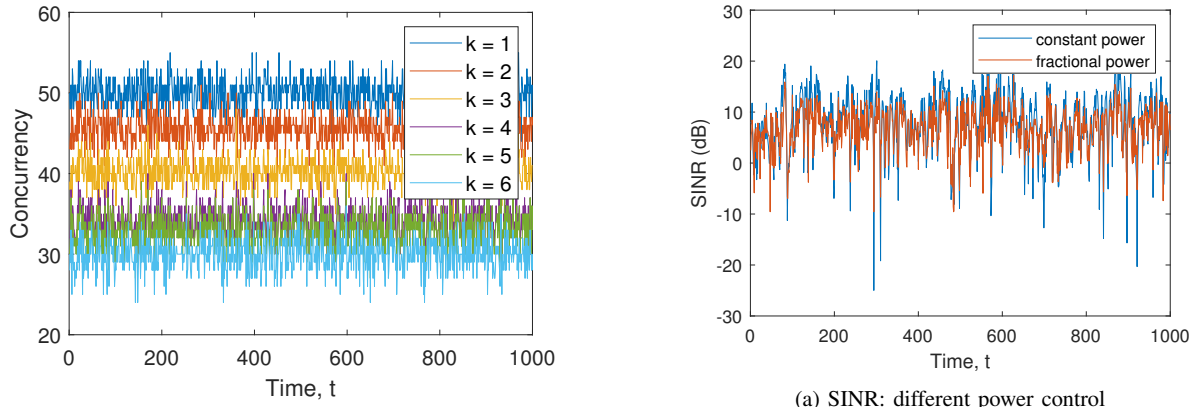 60
50
40
30
20
Concurrency
0 200 400 600 800 1000
Time, t
k = 1
k = 2
k = 3
k = 4
k = 5
k = 6
30
20
10
0
-10
-20
-30
SINR (dB)
0 200 400 600 800 1000
Time, t
constant power
fractional power
(a) SINR: different power control